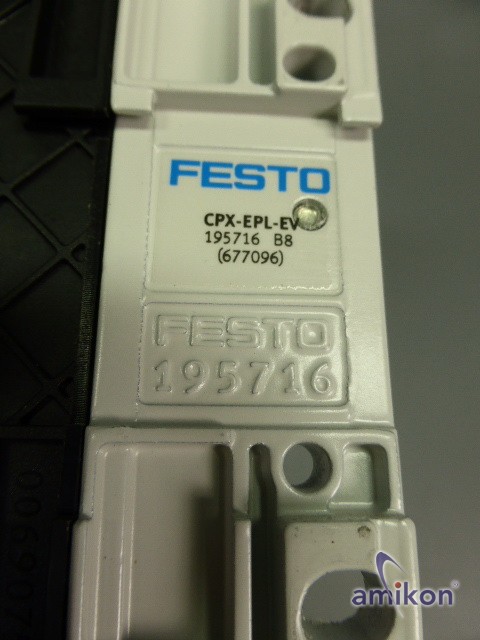 FESTO
CPX-EPL-EV
195716 B8
(677096)
FESTO
195716
amikon®